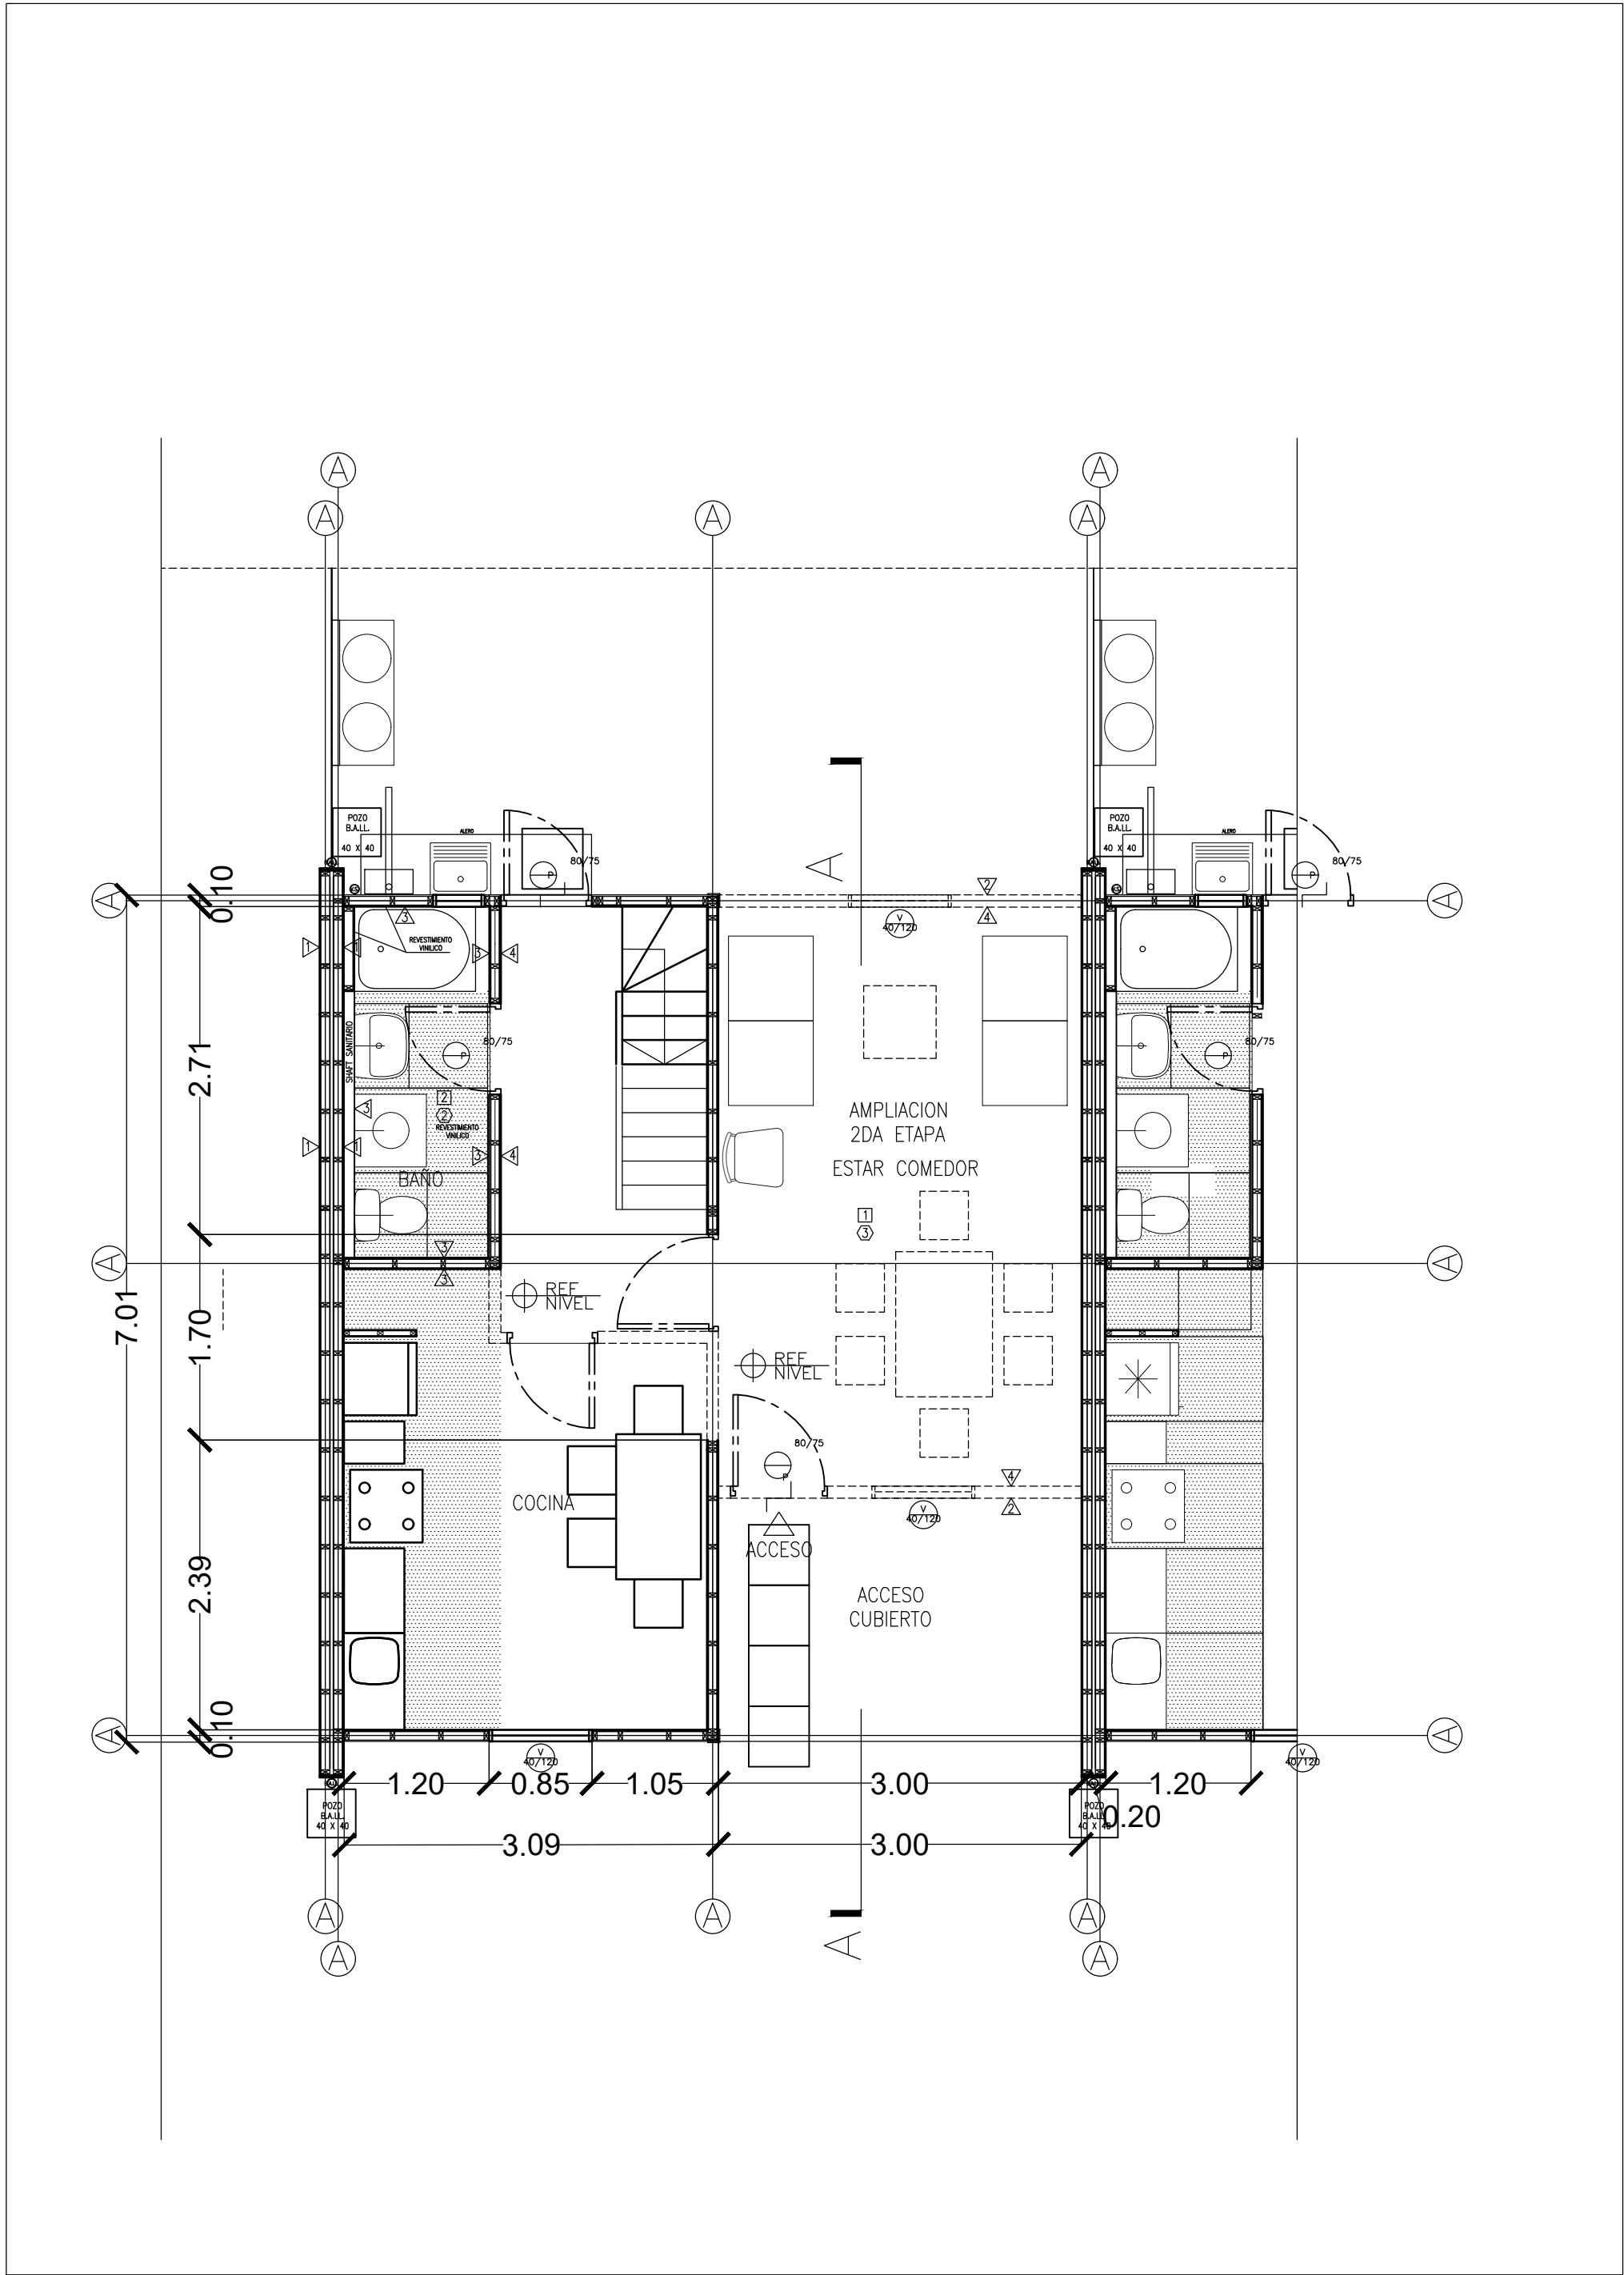 A
A
A
A
A
POZO
B.A.LL.
40 X 40
ALERO
80/75
P
A
POZO
B.A.LL.
40 X 40
ALERO
80/75
P
A
0.10
A
3
REVESTIMIENTO
VINILICO
1
1
3
4
2
4
V
40/120
SHAFT SANITARIO
80/75
P
80/75
P
2.71
3
2
2
REVESTIMIENTO
VINILICO
1
1
3
4
BAÑO
AMPLIACION
2DA ETAPA
ESTAR COMEDOR
1
3
3
3
A
A
REF
NIVEL
7.01
1.70
REF
NIVEL
80/75
P
4
2
V
40/120
COCINA
ACCESO
ACCESO
CUBIERTO
2.39
0.10
A
A
V
40/120
V
40/120
1.20
0.85
1.05
3.00
1.20
0.20
POZO
B.A.LL.
40 X 40
POZO
B.A.LL.
40 X 40
3.09
3.00
A
A
A
A
A
A